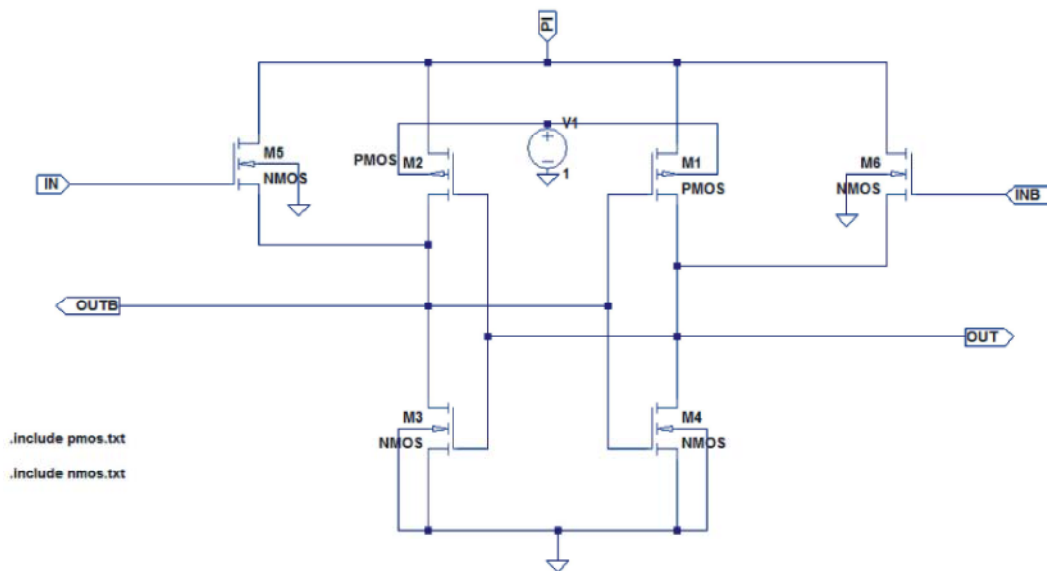 PI
V1
M5
PMOS M2
M1
M6
IN
NMOS
1
PMOS
NMOS
INB
OUTB
OUT
M3
M4
.include pmos.txt
NMOS
NMOS
.include nmos.txt